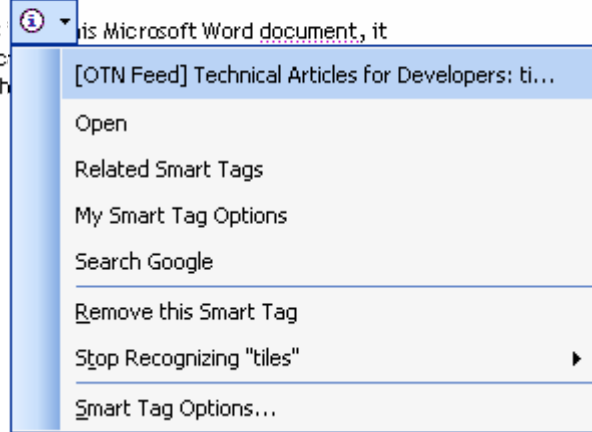 his Microsoft Word document, it
[OTN Feed] Technical Articles for Developers: ti...
Open
Related Smart Tags
My Smart Tag Options
Search Google
Remove this Smart Tag
Stop Recognizing "tiles"
Smart Tag Options...